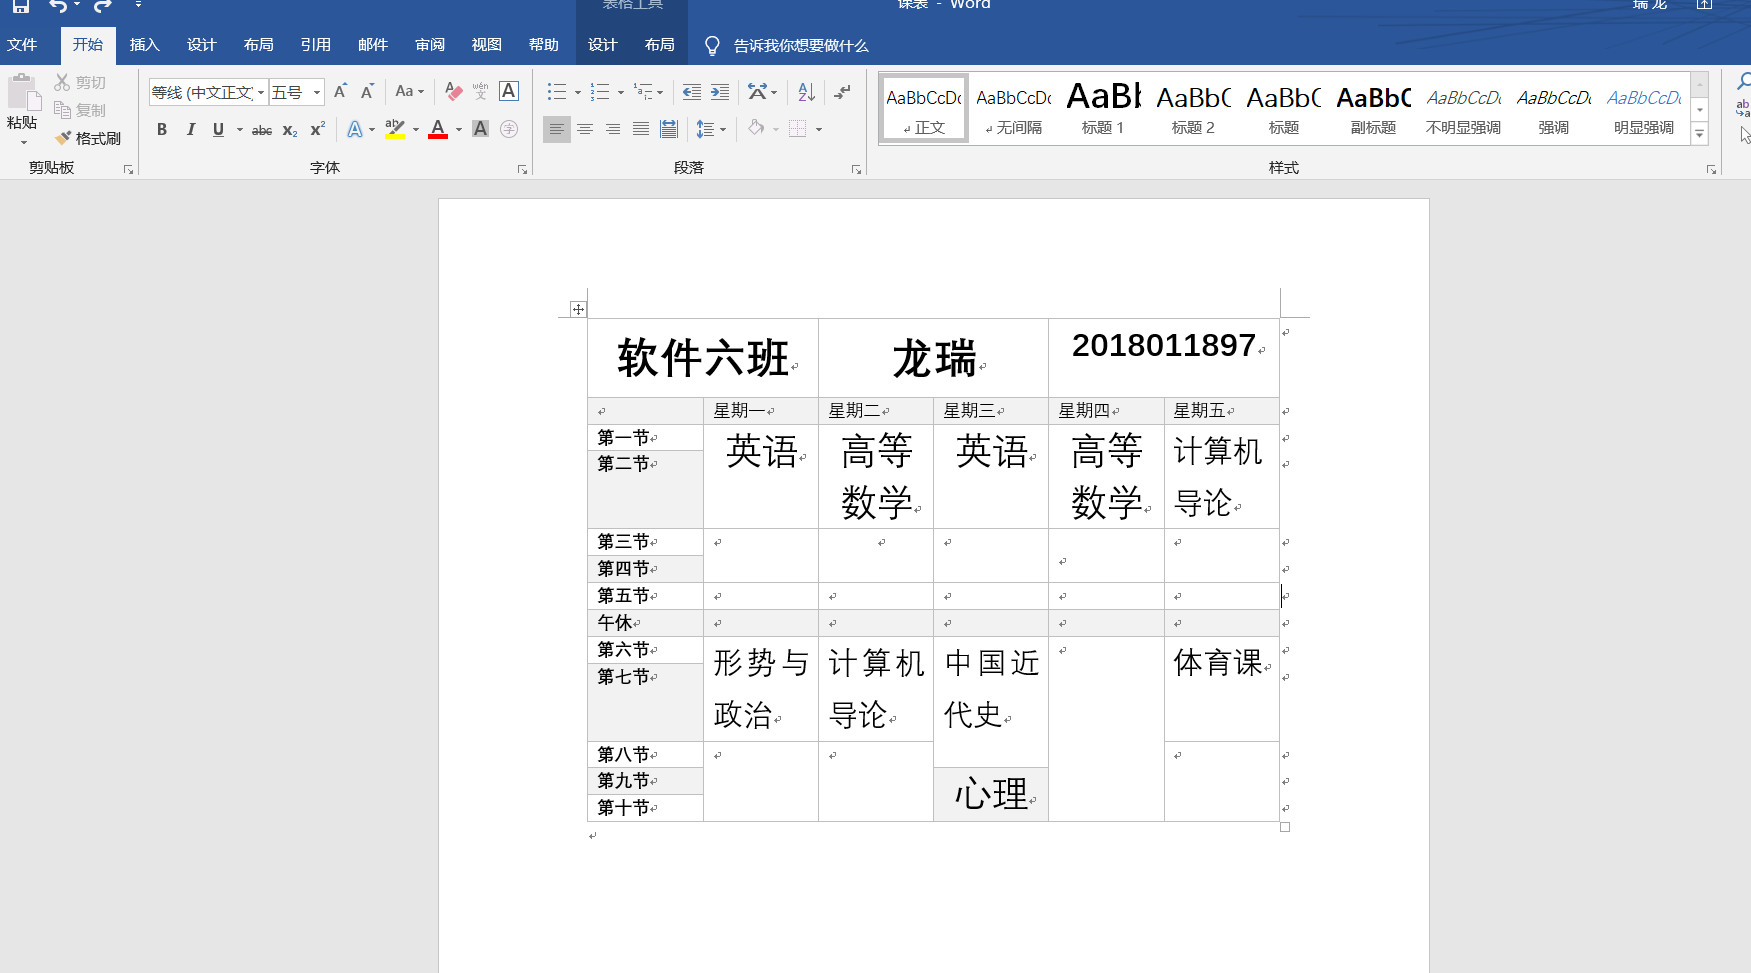 表格工具
课表 - Word
瑞 龙
文件 开始 插入 设计 布局 引用 邮件 审阅 视图 帮助 设计 布局 告诉我你想要做什么
剪切
复制
格式刷
粘贴
剪贴板
等线 (中文正文) 五号
字体
段落
AaBbCcDc AaBbCcDc AaBb AaBbC AaBbC AaBbC AaBbCcDc AaBbCcDc AaBbCcDc
正文 无间隔 标题 1 标题 2 标题 副标题 不明显强调 强调 明显强调
样式
软件六班 龙瑞 2018011897
星期一 星期二 星期三 星期四 星期五
第一节 英语 高等数学 英语 高等数学 计算机导论
第二节
第三节
第四节
第五节
午休
第六节 形势与政治 计算机导论 中国近代史 体育课
第七节
第八节
第九节 心理
第十节